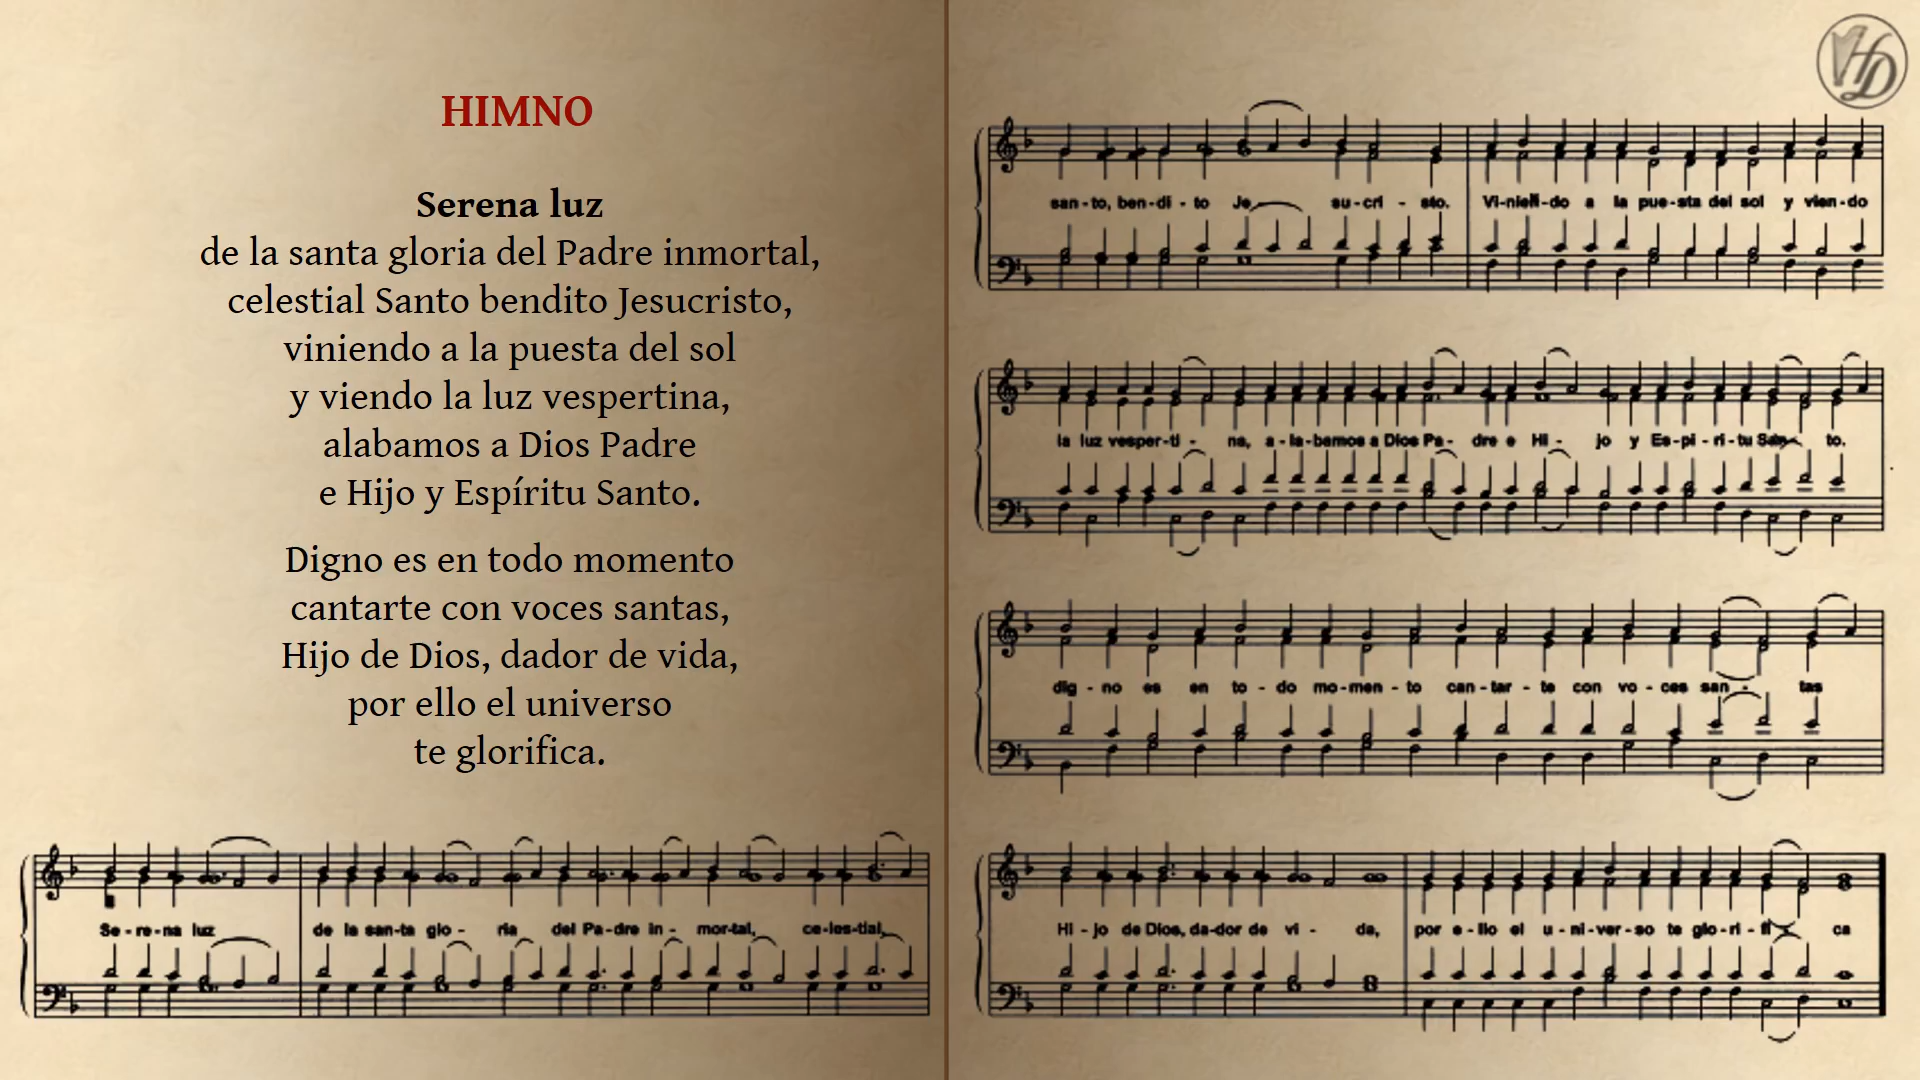 HIMNO
Serena luz
de la santa gloria del Padre inmortal,
celestial Santo bendito Jesucristo,
viniendo a la puesta del sol
y viendo la luz vespertina,
alabamos a Dios Padre
e Hijo y Espíritu Santo.
Digno es en todo momento
cantarte con voces santas,
Hijo de Dios, dador de vida,
por ello el universo
te glorifica.
Se - re - na luz de la san-ta glo - ria del Pa-dre in - mor-tal, ce-les-tial,
HD
san-to, ben-di - to Je su-cri - sto. Vi-nien-do a la pue-sta del sol y vien-do
la luz vesper-ti - na, a-la-bamos a Dios Pa- dre e Hi - jo y Es-pi-ri-tu San to.
dig - no es en to - do mo-men - to can-tar - te con vo - ces san - tas
Hi - jo de Dios, da-dor de vi - da, por e-llo el u-ni-ver-so te glo-ri-fi ca